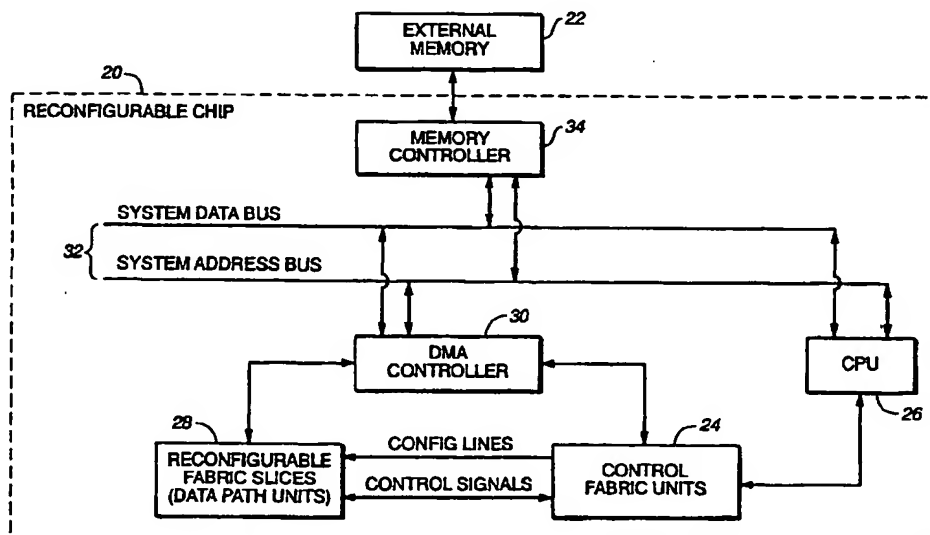 EXTERNAL
MEMORY
22
20
RECONFIGURABLE CHIP
MEMORY
CONTROLLER
34
SYSTEM DATA BUS
32
SYSTEM ADDRESS BUS
30
DMA
CONTROLLER
CPU
26
28
RECONFIGURABLE
FABRIC SLICES
(DATA PATH UNITS)
CONFIG LINES
CONTROL SIGNALS
24
CONTROL
FABRIC UNITS